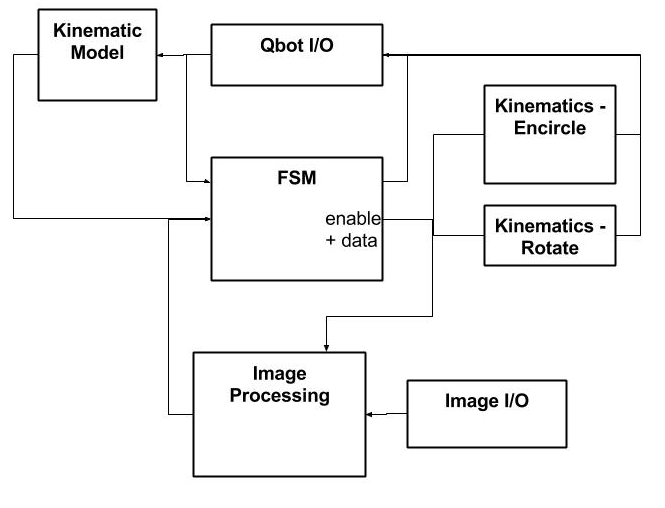 Kinematic
Model
Qbot I/O
Kinematics -
Encircle
FSM
enable
+ data
Kinematics -
Rotate
Image
Processing
Image I/O